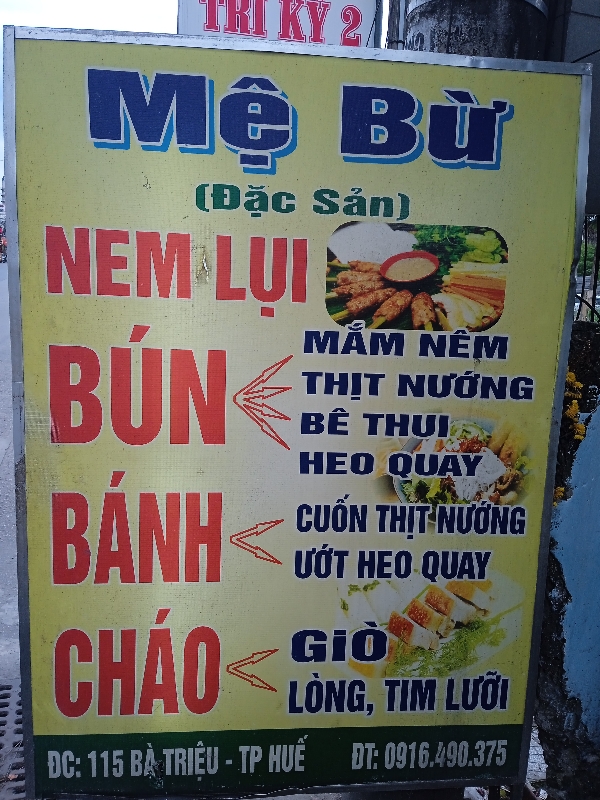 TRI KỶ 2
Mệ Bừ
(Đặc Sản)
NEM LỤI
BÚN
MẮM NÊM
THỊT NƯỚNG
BÊ THUI
HEO QUAY
BÁNH
CUỐN THỊT NƯỚNG
ƯỚT HEO QUAY
CHÁO
GiÒ
LÒNG, TIM LƯỠI
ĐC: 115 BÀ TRIỆU - TP HUẾ ĐT: 0916.490.375